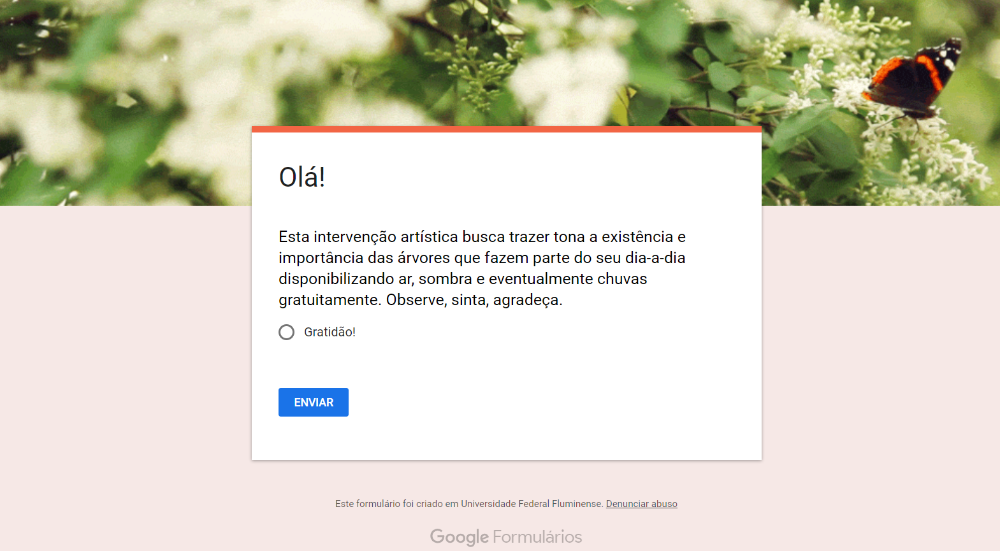 Olá!
Esta intervenção artística busca trazer tona a existência e
importância das árvores que fazem parte do seu dia-a-dia
disponibilizando ar, sombra e eventualmente chuvas
gratuitamente. Observe, sinta, agradeça.
Gratidão!
ENVIAR
Este formulário foi criado em Universidade Federal Fluminense. Denunciar abuso
Google Formulários